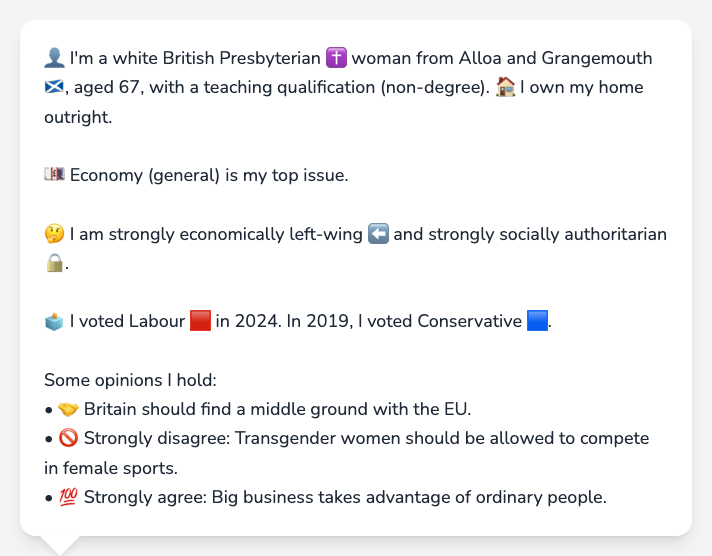 👤 I'm a white British Presbyterian ✝️ woman from Alloa and Grangemouth
🏴󠁧󠁢󠁳󠁣󠁴󠁿, aged 67, with a teaching qualification (non-degree). 🏠 I own my home
outright.
💷 Economy (general) is my top issue.
🤔 I am strongly economically left-wing ⬅️ and strongly socially authoritarian
🔒.
🗳️ I voted Labour 🟥 in 2024. In 2019, I voted Conservative 🟦.
Some opinions I hold:
• 🤝 Britain should find a middle ground with the EU.
• 🚫 Strongly disagree: Transgender women should be allowed to compete
in female sports.
• 💯 Strongly agree: Big business takes advantage of ordinary people.